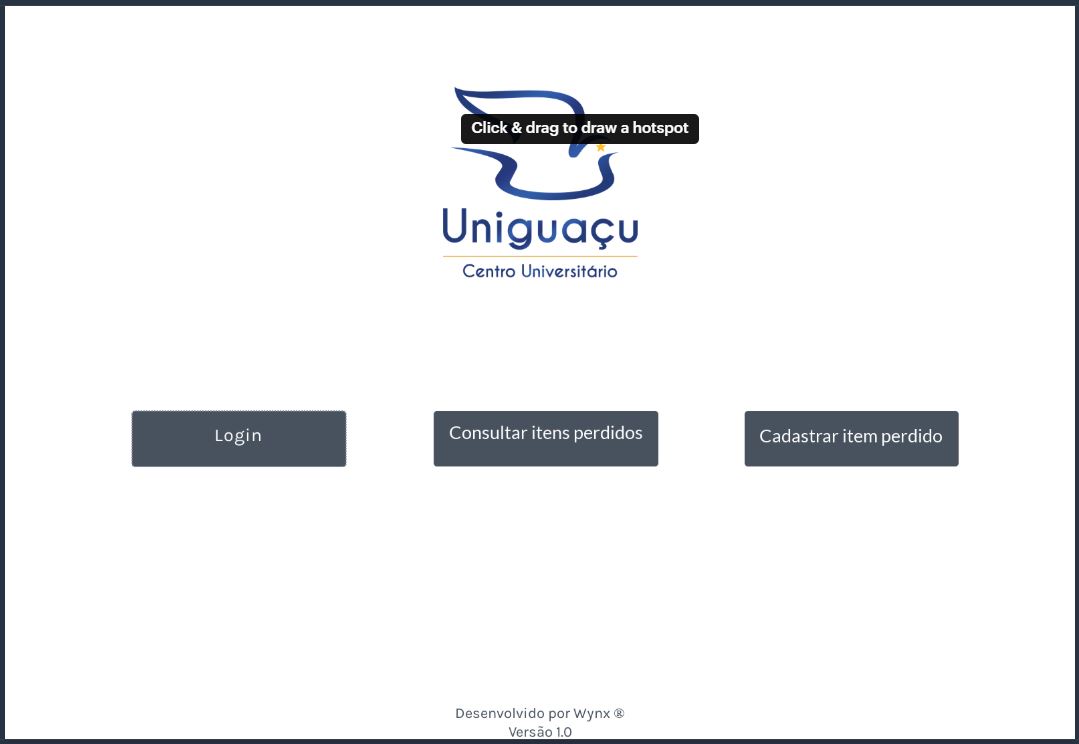 Click & drag to draw a hotspot
Uniguaçu
Centro Universitário
Login
Consultar itens perdidos
Cadastrar item perdido
Desenvolvido por Wynx ®
Versão 1.0